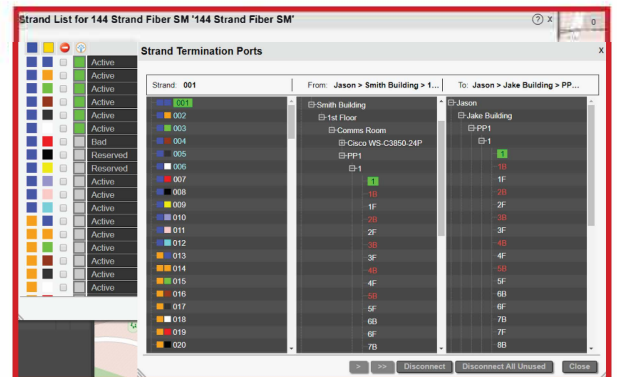 Strand List for 144 Strand Fiber SM '144 Strand Fiber SM'
? x
0
Active
Active
Active
Active
Active
Bad
Reserved
Reserved
Active
Active
Active
Active
Active
Active
Active
Active
Active
Active
Strand Termination Ports
x
Strand: 001
From: Jason > Smith Building > 1...
To: Jason > Jake Building > PP...
001
002
003
004
005
006
007
008
009
010
011
012
013
014
015
016
017
018
019
020
Smith Building
1st Floor
Comms Room
Cisco WS-C3850-24P
PP1
1
1
1B
1F
2B
2F
3B
3F
4B
4F
5B
5F
6B
6F
7B
Jason
Jake Building
PP1
1
1
1B
1F
2B
2F
3B
3F
4B
4F
5B
5F
6B
6F
7B
7F
8B
> >> Disconnect Disconnect All Unused Close